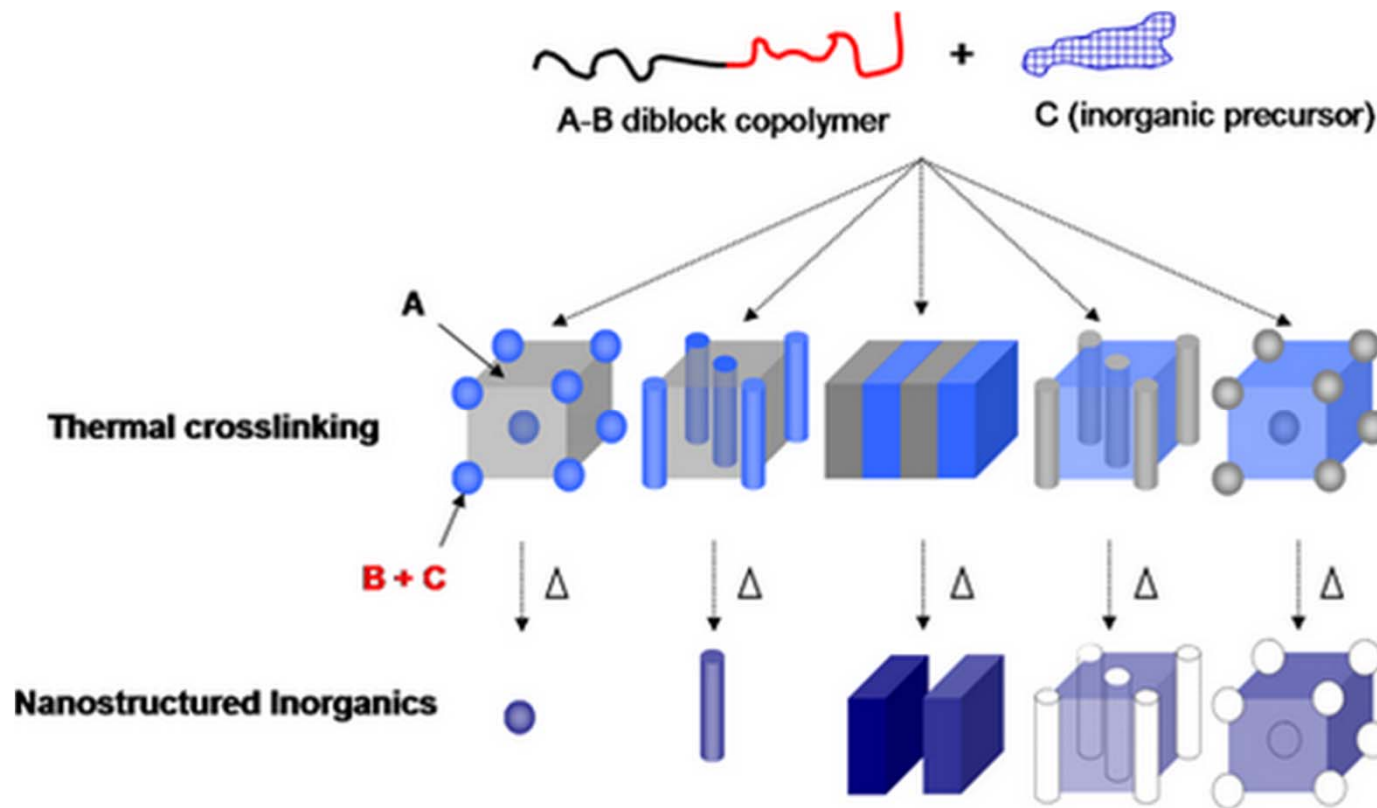 +
A-B diblock copolymer
C (inorganic precursor)
A
Thermal crosslinking
B + C
Δ Δ Δ Δ Δ
Nanostructured Inorganics